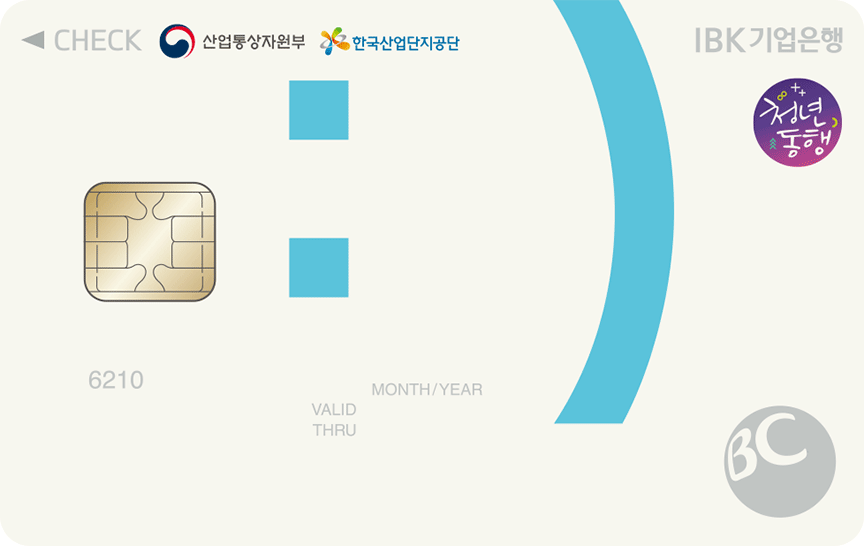 CHECK
산업통상자원부
한국산업단지공단
IBK기업은행
청년
동행
6210
MONTH/YEAR
VALID
THRU
BC